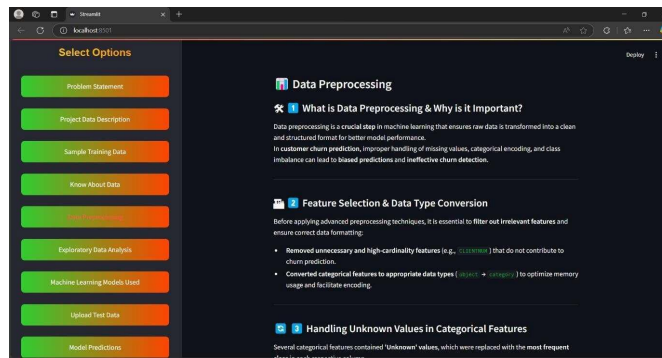 Streamlit
localhost:8501
Select Options
Deploy
Problem Statement
Project Data Description
Sample Training Data
Know About Data
Data Preprocessing
Exploratory Data Analysis
Machine Learning Models Used
Upload Test Data
Model Predictions
Data Preprocessing
1 What is Data Preprocessing & Why is it Important?
Data preprocessing is a crucial step in machine learning that ensures raw data is transformed into a clean
and structured format for better model performance.
In customer churn prediction, improper handling of missing values, categorical encoding, and class
imbalance can lead to biased predictions and ineffective churn detection.
2 Feature Selection & Data Type Conversion
Before applying advanced preprocessing techniques, it is essential to filter out irrelevant features and
ensure correct data formatting:
• Removed unnecessary and high-cardinality features (e.g., CLIENTNUM ) that do not contribute to
churn prediction.
• Converted categorical features to appropriate data types ( object → category ) to optimize memory
usage and facilitate encoding.
3 Handling Unknown Values in Categorical Features
Several categorical features contained 'Unknown' values, which were replaced with the most frequent
class in each respective column.